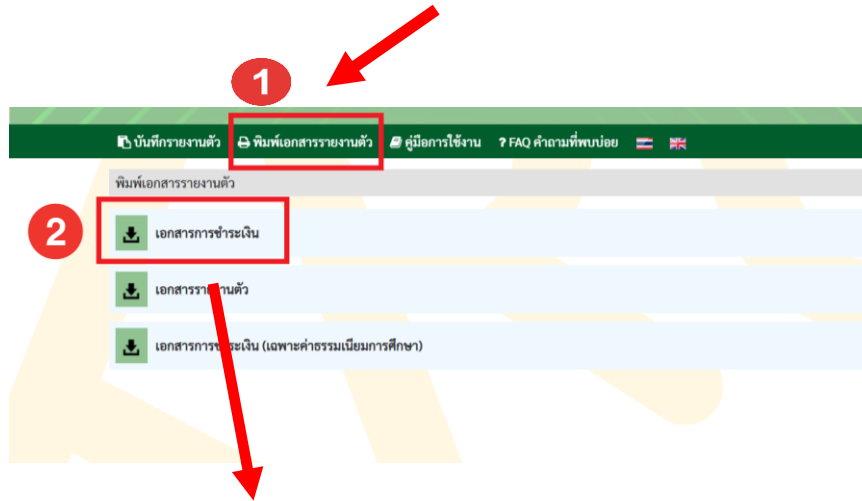 1
บันทึกรายงานตัว พิมพ์เอกสารรายงานตัว คู่มือการใช้งาน ? FAQ คำถามที่พบบ่อย
พิมพ์เอกสารรายงานตัว
2
เอกสารการชำระเงิน
เอกสารรายงานตัว
เอกสารการชำระเงิน (เฉพาะค่าธรรมเนียมการศึกษา)